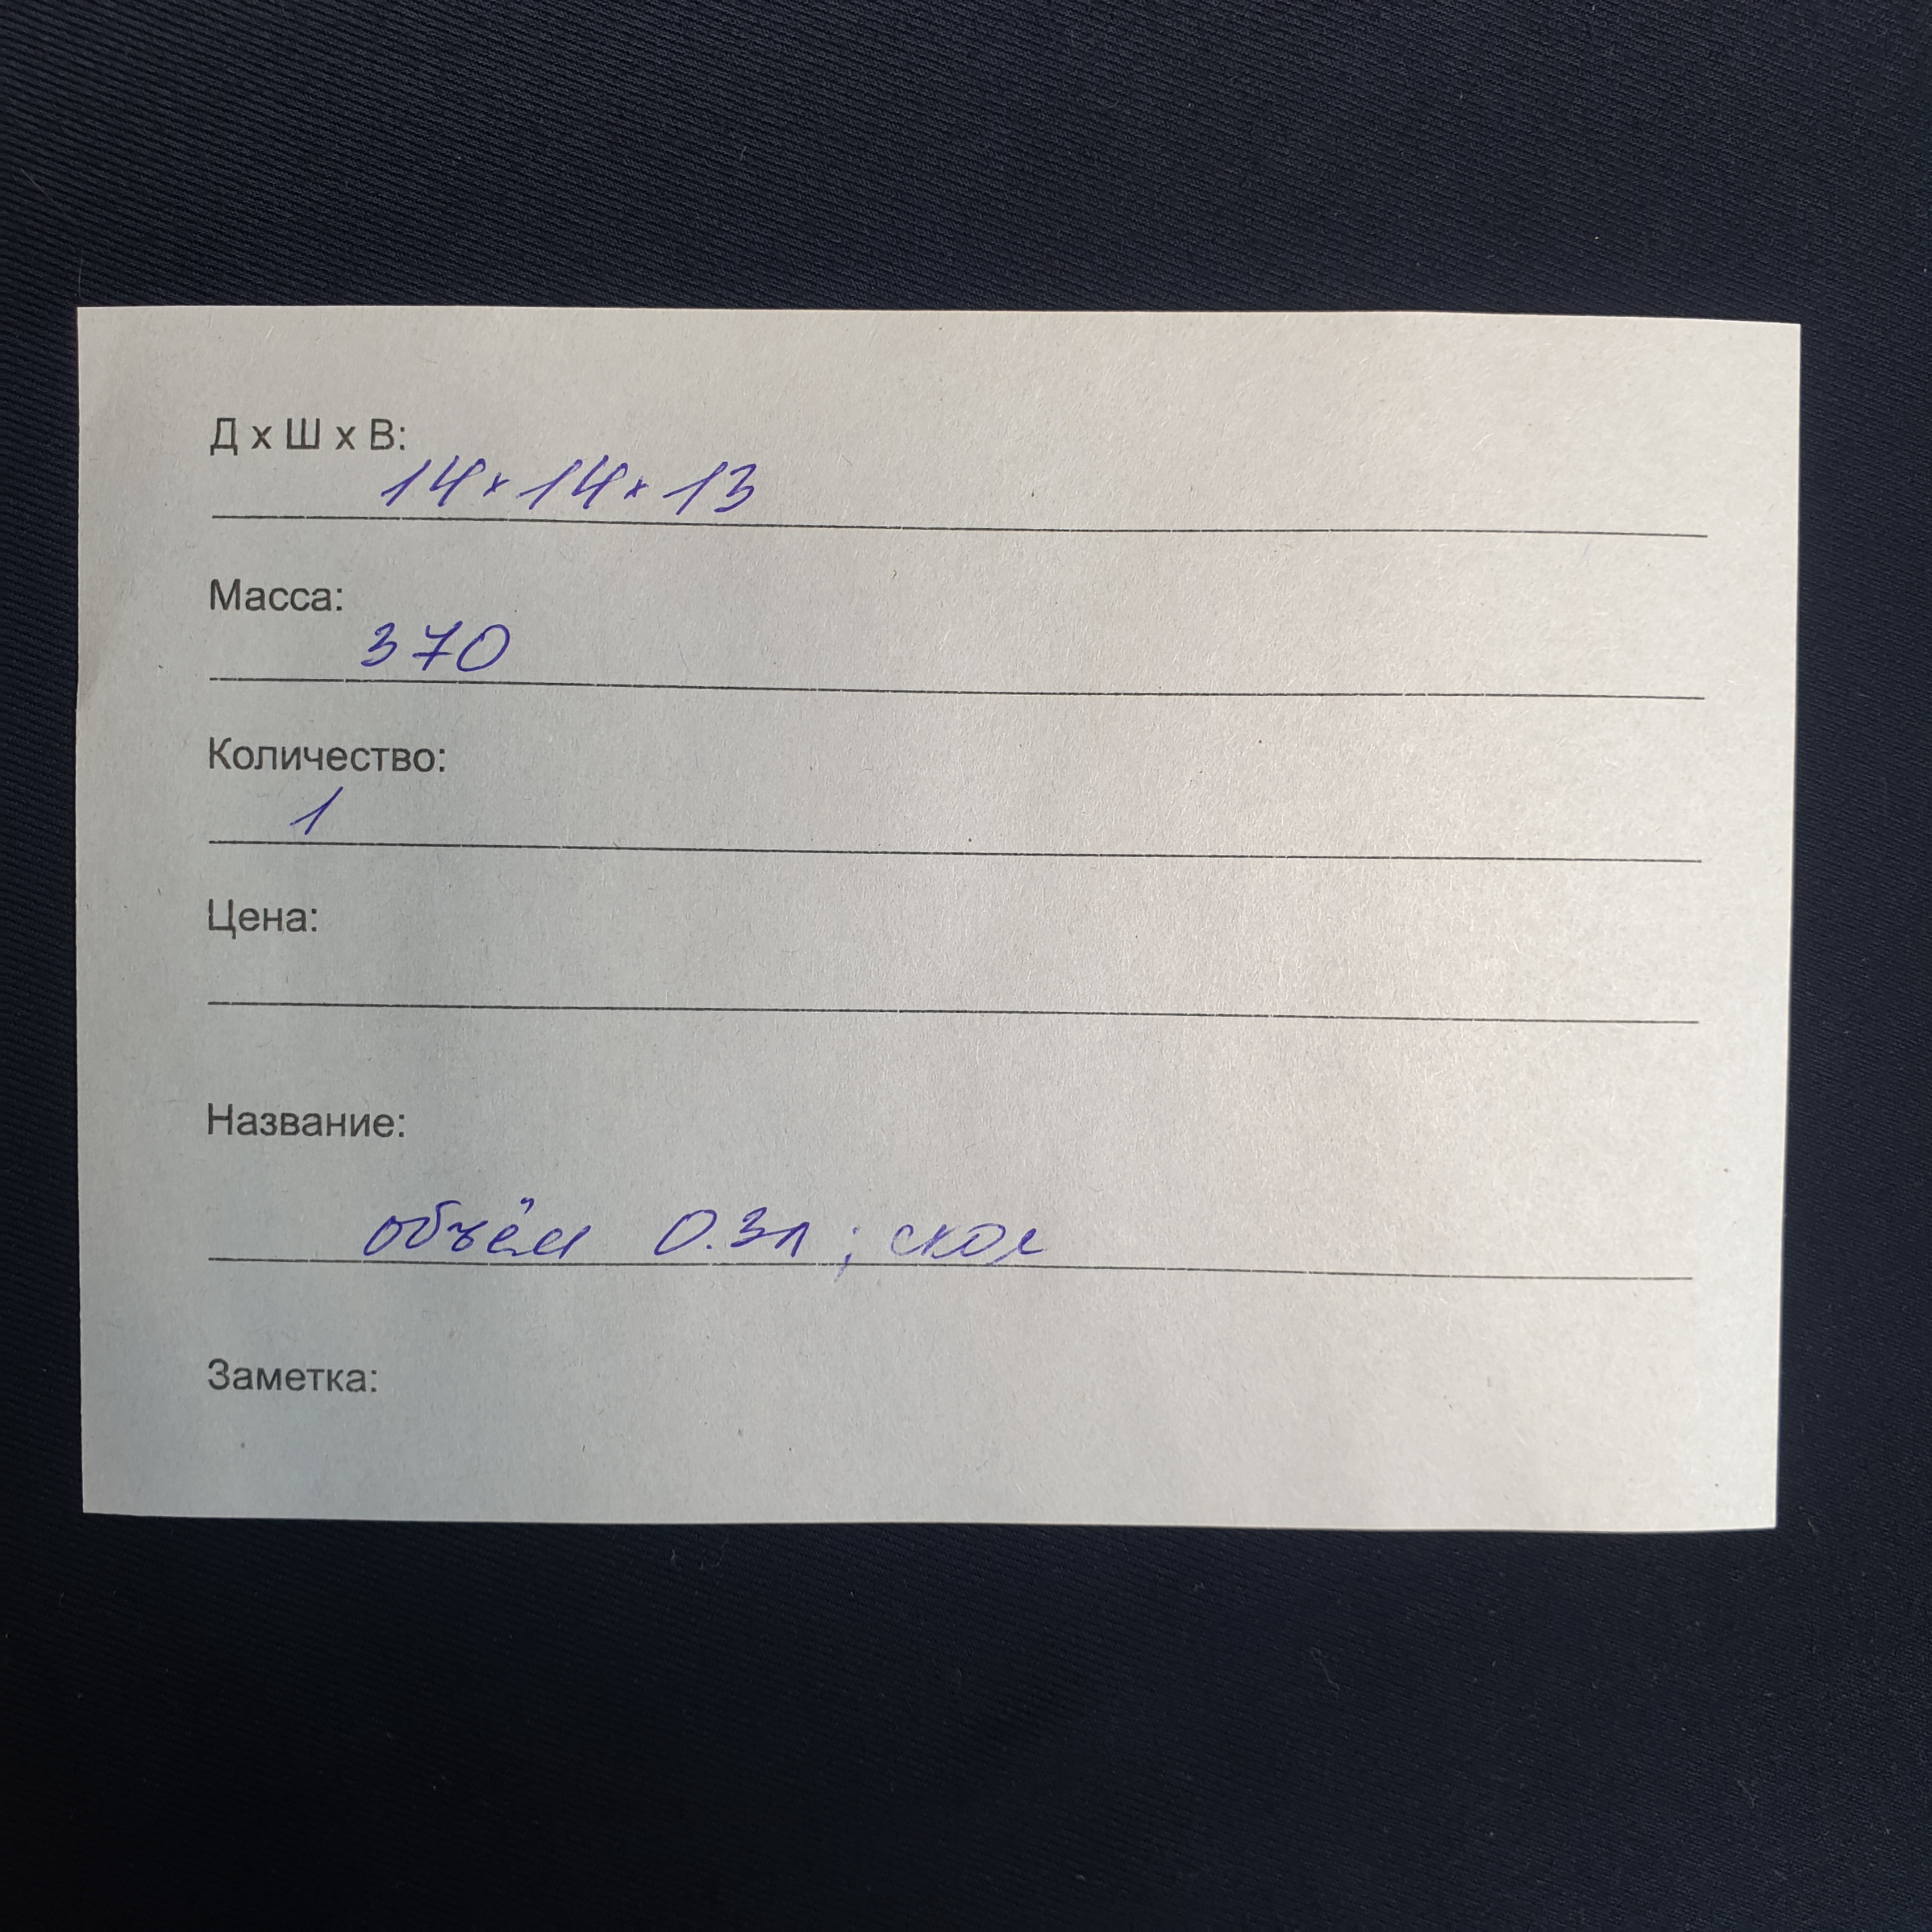 Д х Ш х В:
14×14×13
Масса:
370
Количество:
1
Цена:
Название:
объём 0.3л; скол
Заметка: